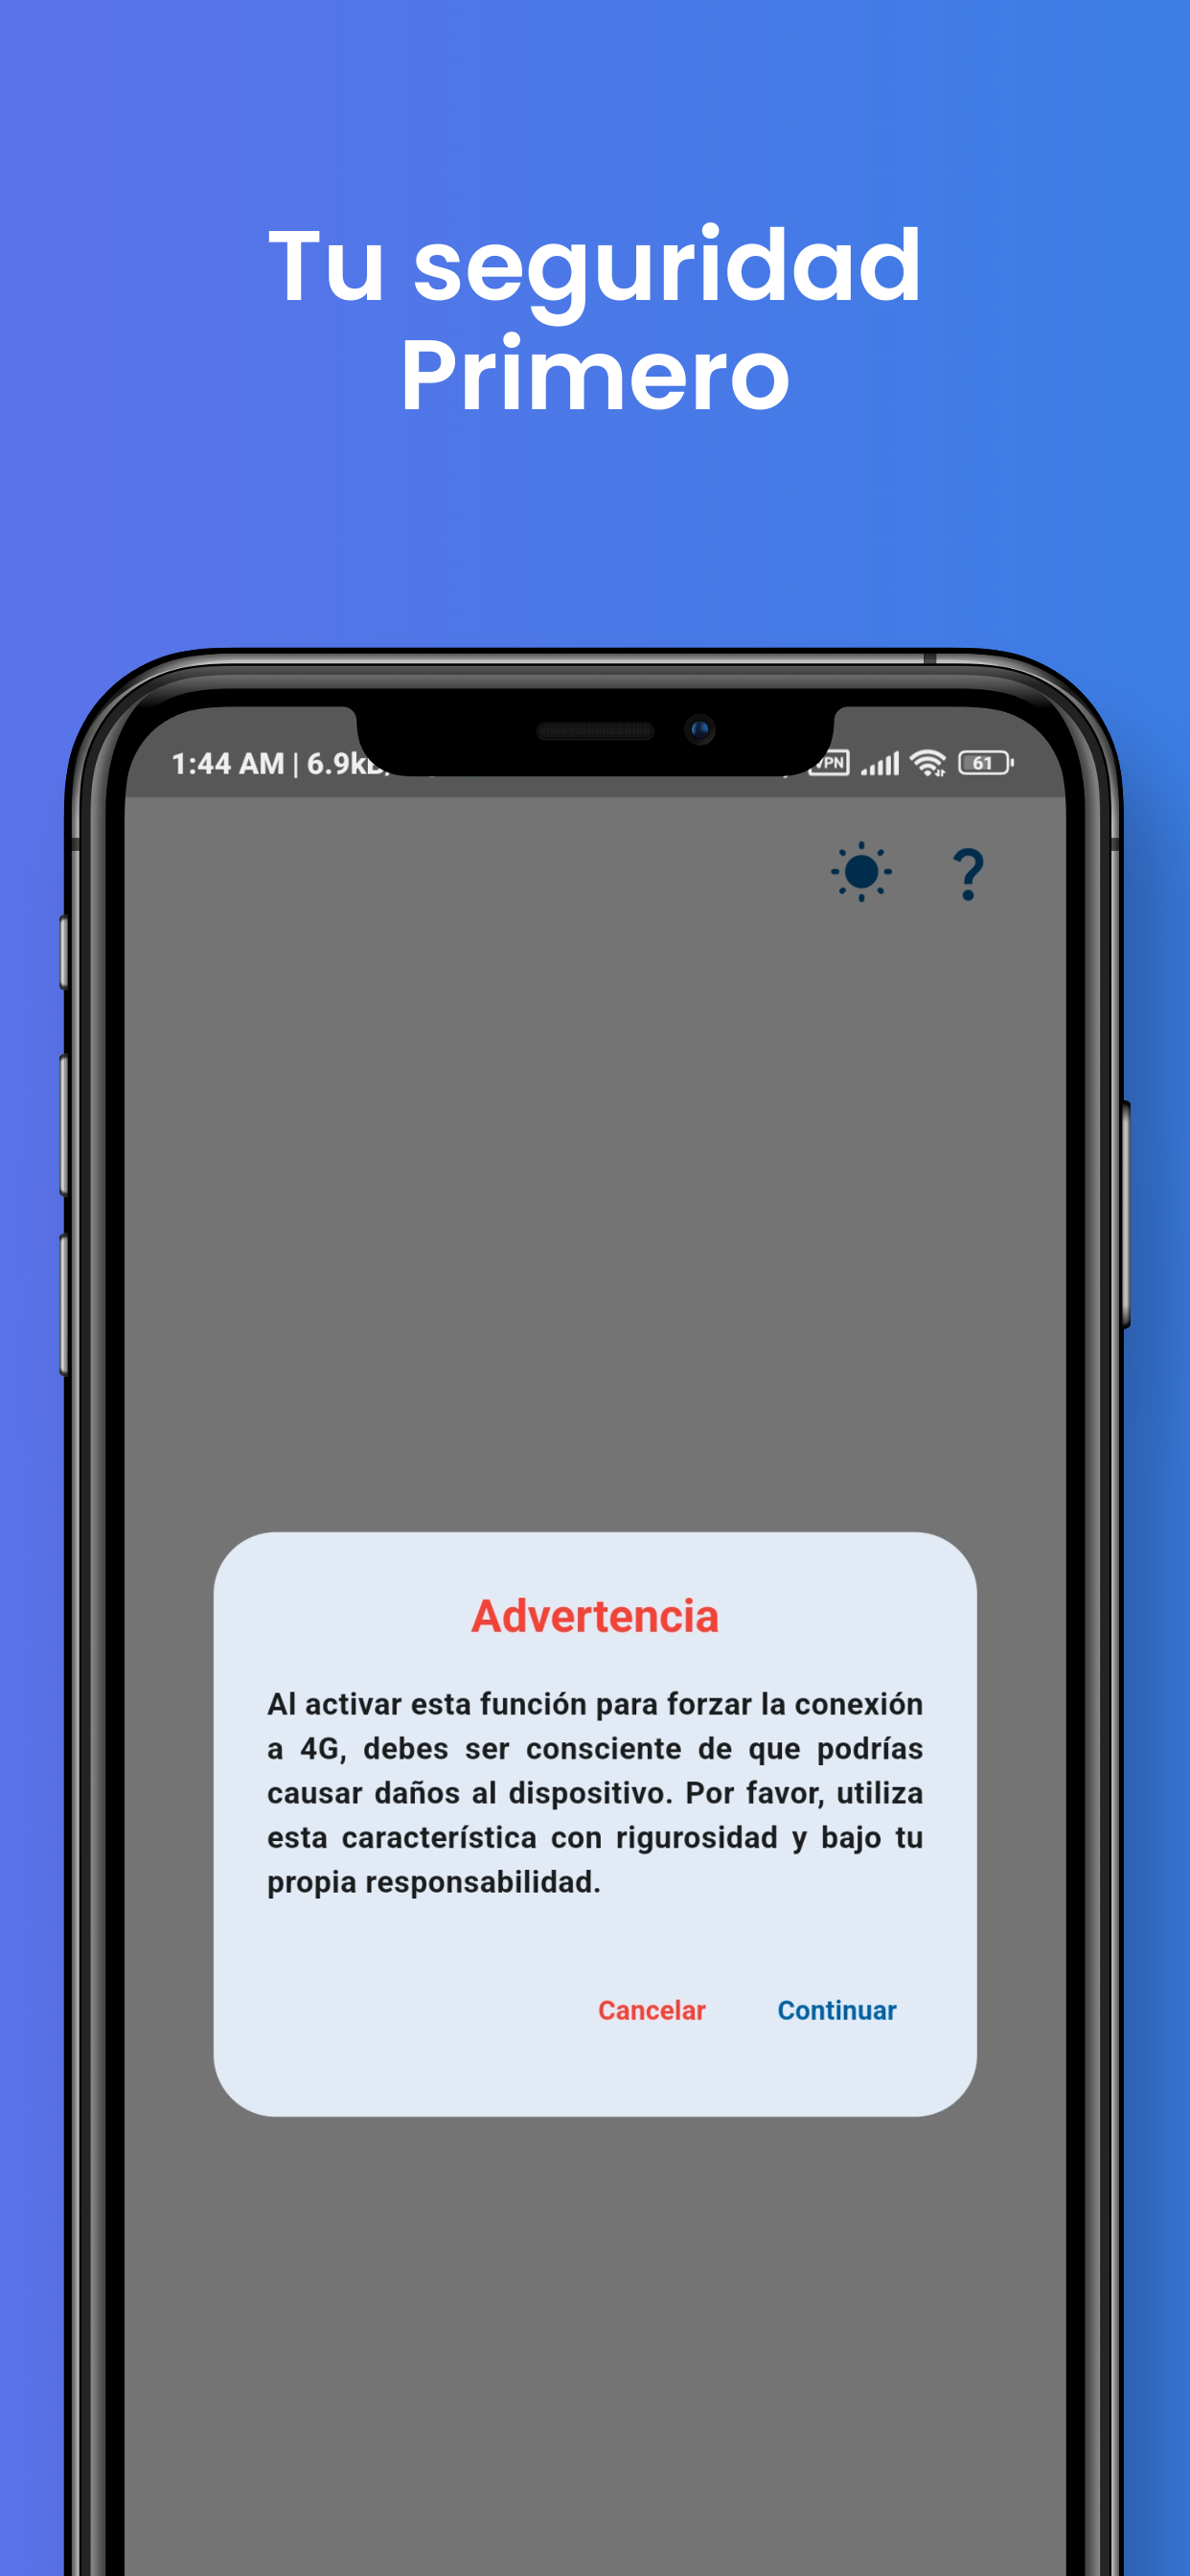 Tu seguridad
Primero
1:44 AM | 6.9kB/
VPN 61
?
Advertencia
Al activar esta función para forzar la conexión
a 4G, debes ser consciente de que podrías
causar daños al dispositivo. Por favor, utiliza
esta característica con rigurosidad y bajo tu
propia responsabilidad.
Cancelar Continuar